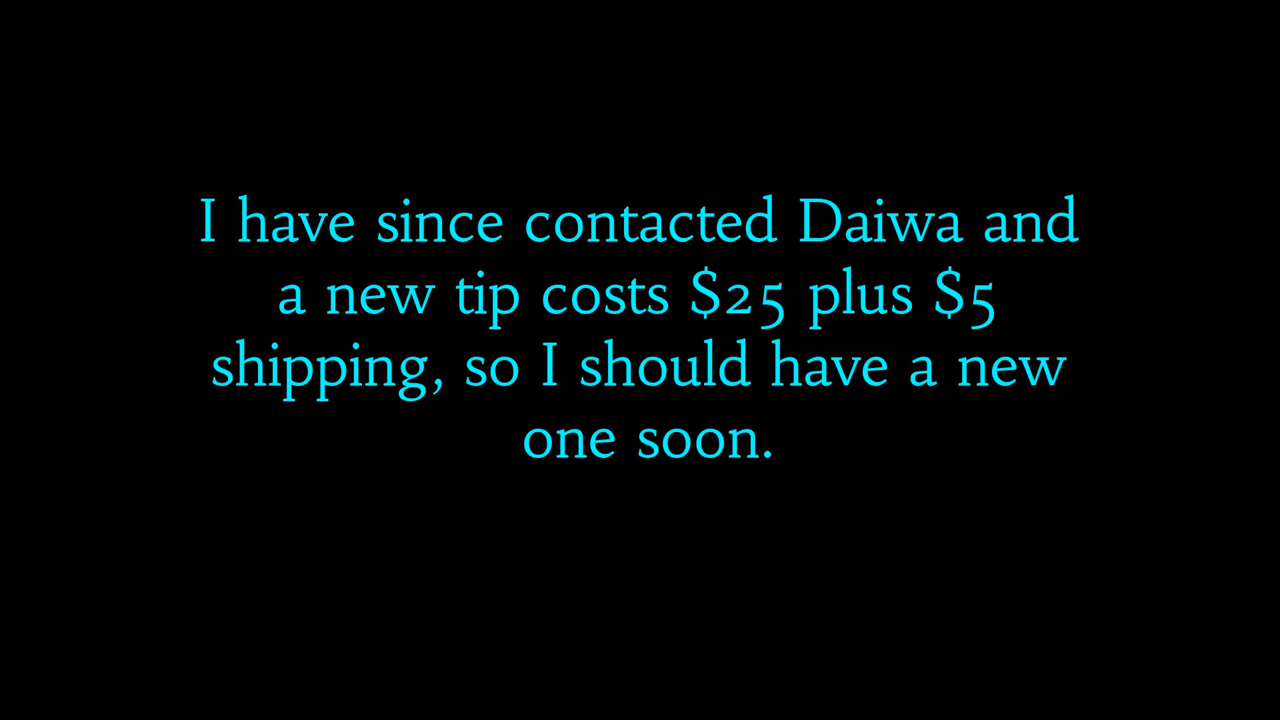 I have since contacted Daiwa and
a new tip costs $25 plus $5
shipping, so I should have a new
one soon.